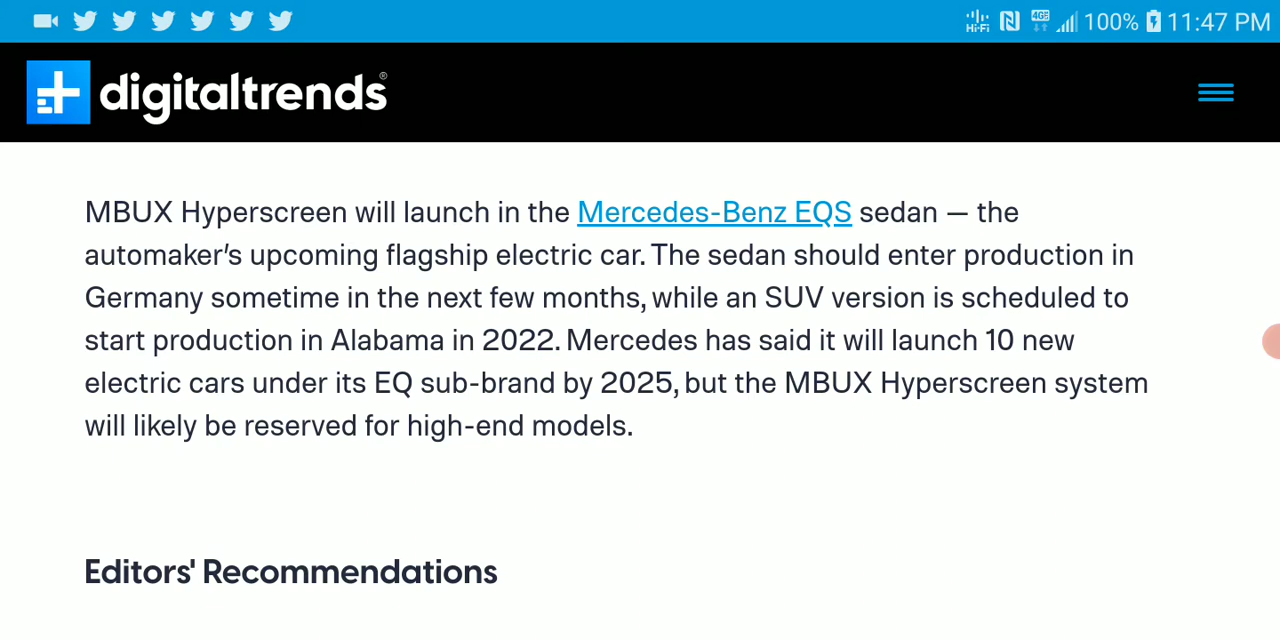 Hi-Fi 4GE 100% 11:47 PM
digitaltrends®
MBUX Hyperscreen will launch in the Mercedes-Benz EQS sedan — the
automaker's upcoming flagship electric car. The sedan should enter production in
Germany sometime in the next few months, while an SUV version is scheduled to
start production in Alabama in 2022. Mercedes has said it will launch 10 new
electric cars under its EQ sub-brand by 2025, but the MBUX Hyperscreen system
will likely be reserved for high-end models.
Editors' Recommendations